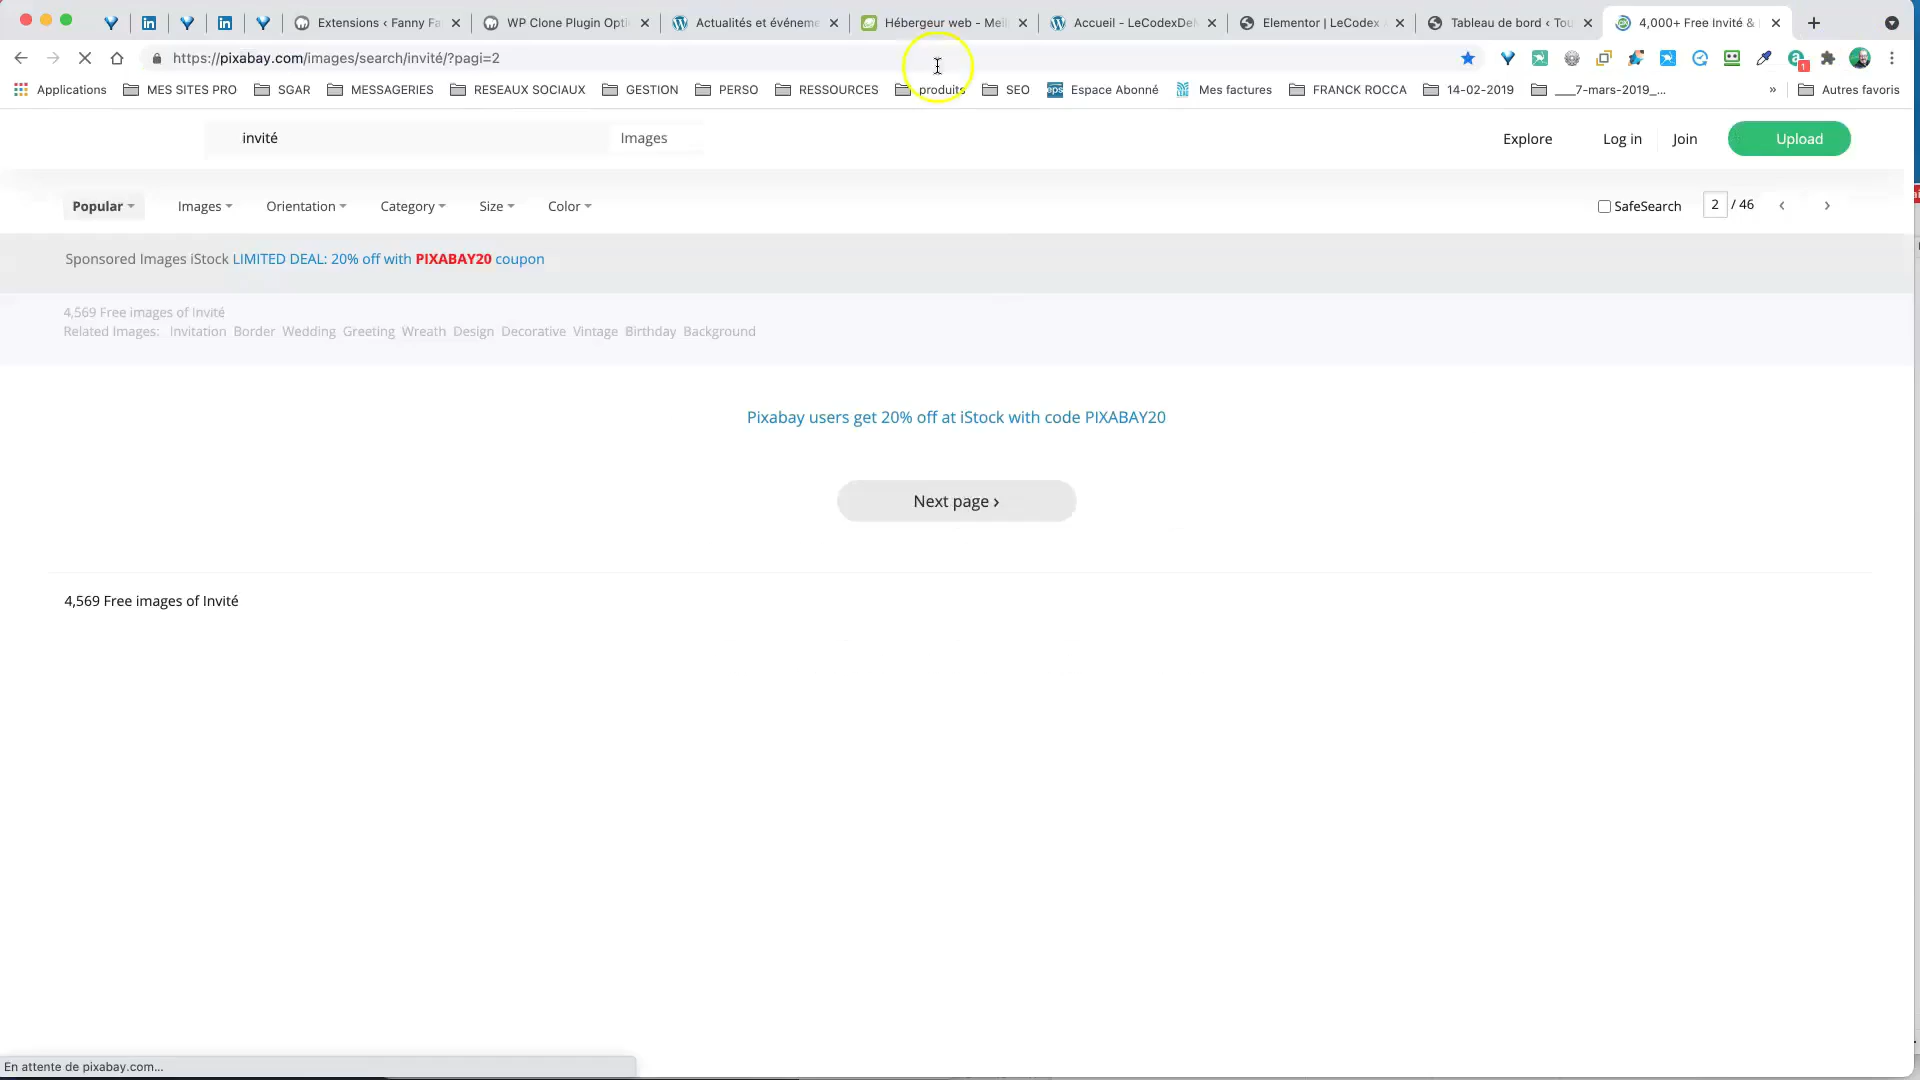 Extensions ‹ Fanny Fa
WP Clone Plugin Opti
Actualités et événeme
Hébergeur web - Meil
Accueil - LeCodexDe
Elementor | LeCodex
Tableau de bord ‹ Tou
4,000+ Free Invité &
https://pixabay.com/images/search/invité/?pagi=2
Applications
MES SITES PRO
SGAR
MESSAGERIES
RESEAUX SOCIAUX
GESTION
PERSO
RESSOURCES
produits
SEO
eps
Espace Abonné
Mes factures
FRANCK ROCCA
14-02-2019
___7-mars-2019_...
»
Autres favoris
invité
Images
Explore
Log in
Join
Upload
Popular
Images
Orientation
Category
Size
Color
SafeSearch
2 / 46
Sponsored Images iStock LIMITED DEAL: 20% off with PIXABAY20 coupon
4,569 Free images of Invité
Related Images: Invitation Border Wedding Greeting Wreath Design Decorative Vintage Birthday Background
Pixabay users get 20% off at iStock with code PIXABAY20
Next page ›
4,569 Free images of Invité
En attente de pixabay.com...